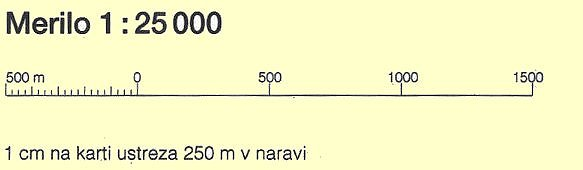 Merilo 1 : 25 000
500 m 0 500 1000 1500
1 cm na karti ustreza 250 m v naravi